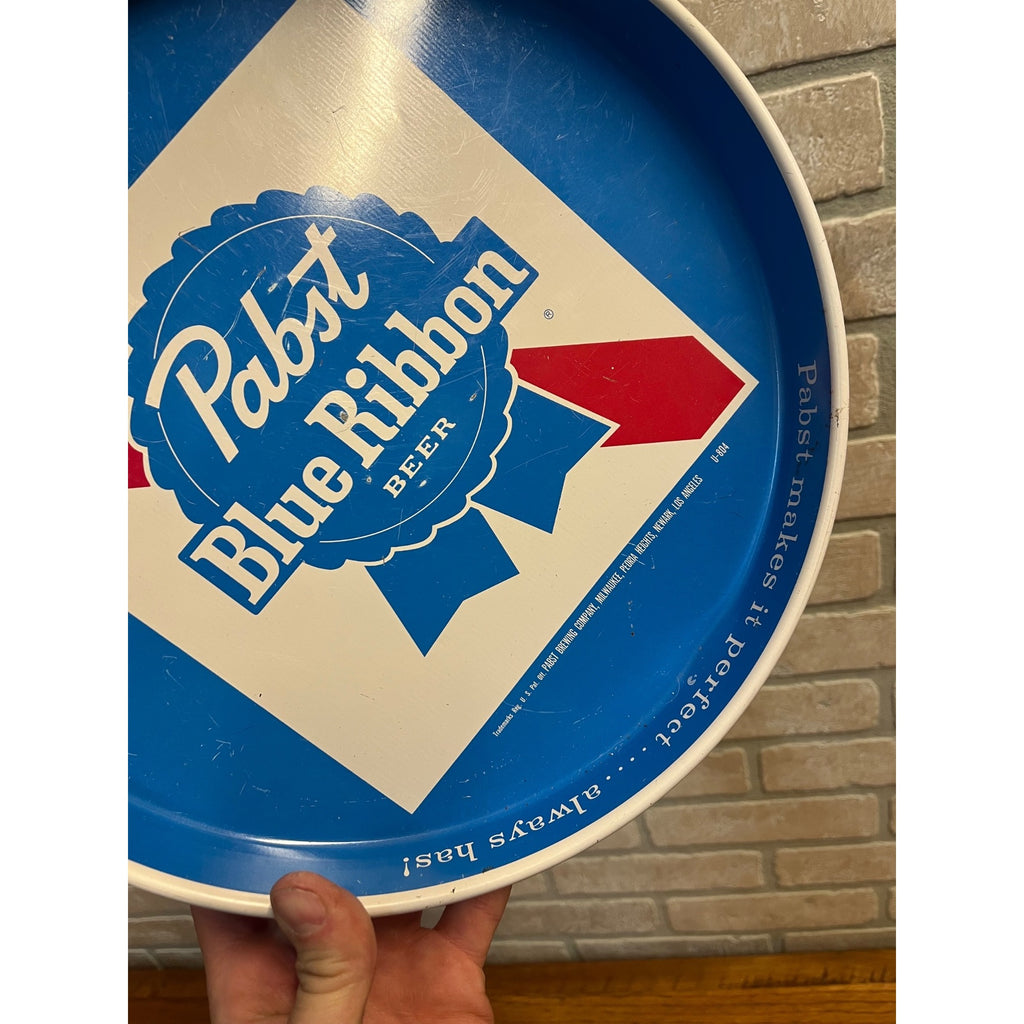 Pabst
Blue Ribbon
BEER
®
Trademarks Reg. U. S. Pat. Off. PABST BREWING COMPANY, MILWAUKEE, PEORIA HEIGHTS, NEWARK, LOS ANGELES
U-804
Pabst makes it perfect.....always has!